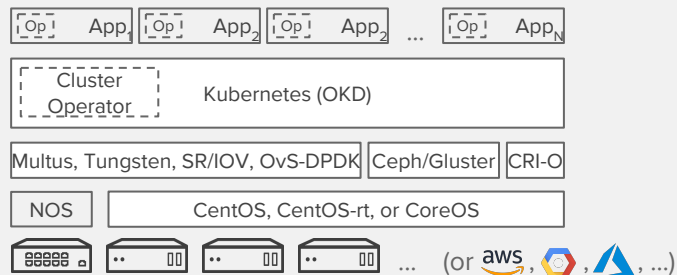 Op App1 Op App2 Op App2 ... Op AppN
Cluster
Operator
Kubernetes (OKD)
Multus, Tungsten, SR/IOV, OvS-DPDK Ceph/Gluster CRI-O
NOS CentOS, CentOS-rt, or CoreOS
... (or aws, , , ...)